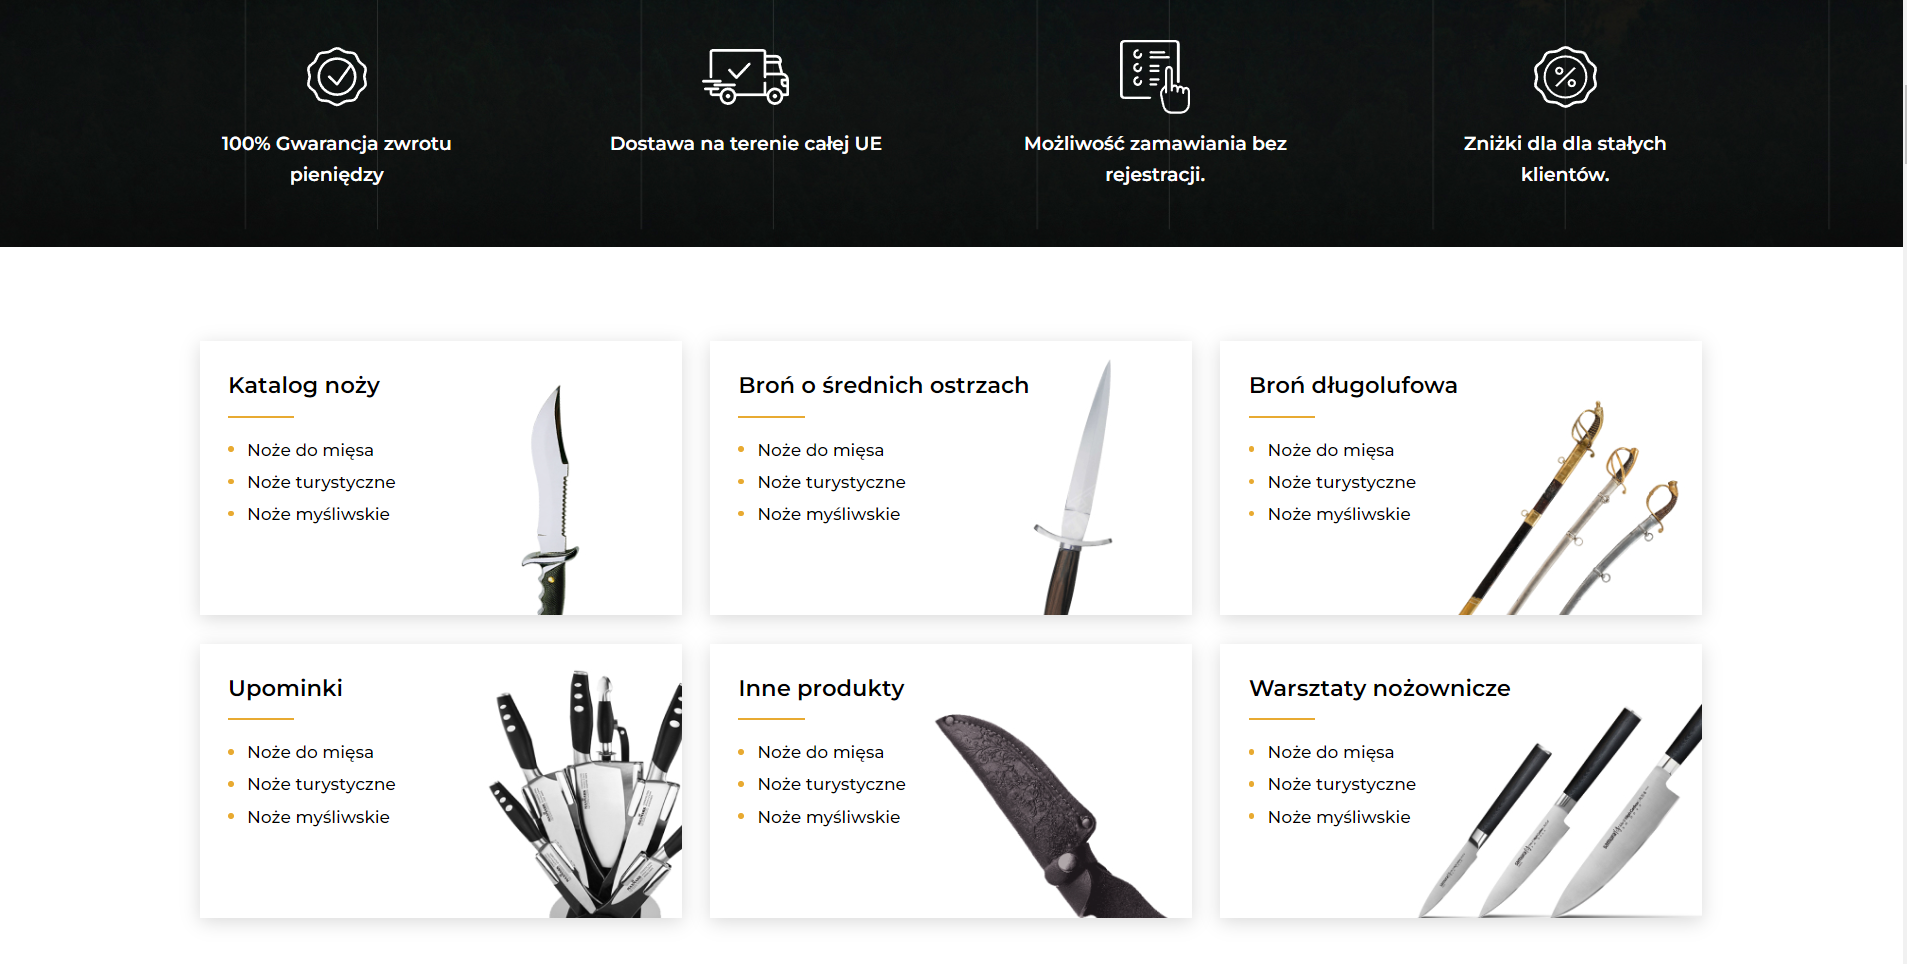 100% Gwarancja zwrotu
pieniędzy
Dostawa na terenie całej UE
Możliwość zamawiania bez
rejestracji.
Zniżki dla dla stałych
klientów.
Katalog noży
Noże do mięsa
Noże turystyczne
Noże myśliwskie
Broń o średnich ostrzach
Noże do mięsa
Noże turystyczne
Noże myśliwskie
Broń długolufowa
Noże do mięsa
Noże turystyczne
Noże myśliwskie
Upominki
Noże do mięsa
Noże turystyczne
Noże myśliwskie
Inne produkty
Noże do mięsa
Noże turystyczne
Noże myśliwskie
Warsztaty nożownicze
Noże do mięsa
Noże turystyczne
Noże myśliwskie